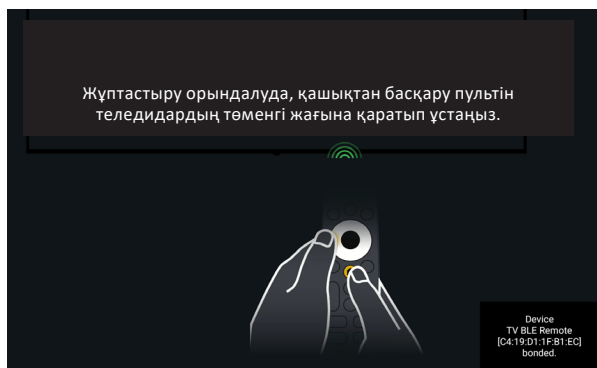 Жұптастыру орындалуда, қашықтан басқару пультін
теледидардың төменгі жағына қаратып ұстаңыз.
Device
TV BLE Remote
[C4:19:D1:1F:B1:EC]
bonded.